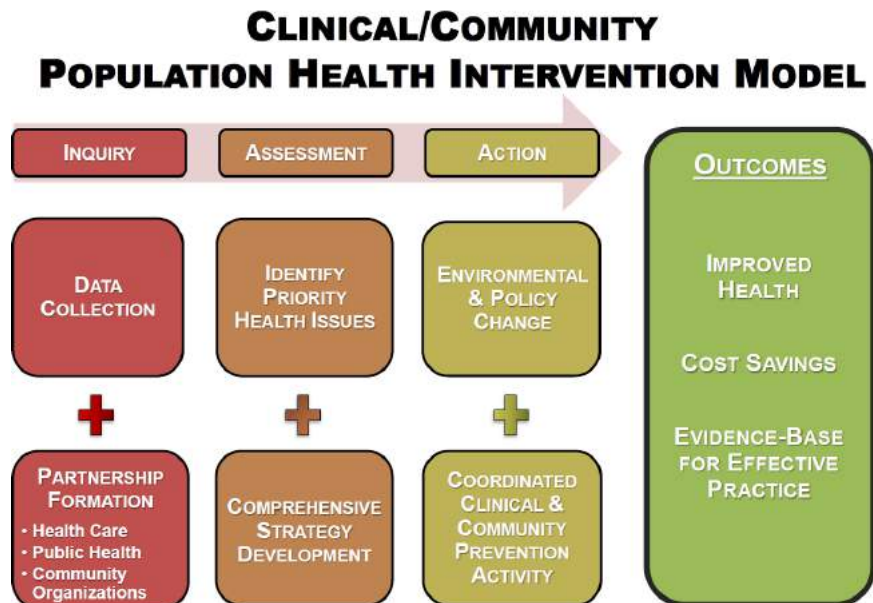 CLINICAL/COMMUNITY
POPULATION HEALTH INTERVENTION MODEL
INQUIRY
ASSESSMENT
ACTION
OUTCOMES
DATA
COLLECTION
IDENTIFY
PRIORITY
HEALTH ISSUES
ENVIRONMENTAL
& POLICY
CHANGE
IMPROVED
HEALTH
COST SAVINGS
EVIDENCE-BASE
FOR EFFECTIVE
PRACTICE
PARTNERSHIP
FORMATION
• Health Care
• Public Health
• Community
Organizations
COMPREHENSIVE
STRATEGY
DEVELOPMENT
COORDINATED
CLINICAL &
COMMUNITY
PREVENTION
ACTIVITY